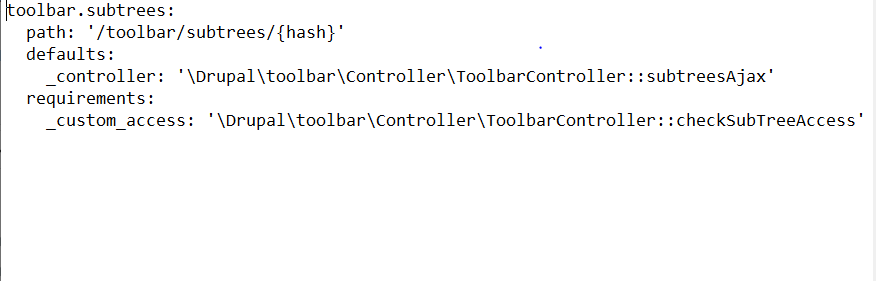 toolbar.subtrees:
  path: '/toolbar/subtrees/{hash}'
  defaults:
    _controller: '\Drupal\toolbar\Controller\ToolbarController::subtreesAjax'
  requirements:
    _custom_access: '\Drupal\toolbar\Controller\ToolbarController::checkSubTreeAccess'